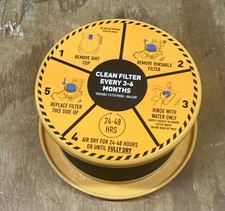 1
REMOVE DIRT
CUP
2
REMOVE RINSABLE
FILTER
CLEAN FILTER
EVERY 3-6
MONTHS
3
RINSE WITH
WATER ONLY
24-48
HRS
4
AIR DRY FOR 24-48 HOURS
OR UNTIL FULLY DRY
5
REPLACE FILTER
THIS SIDE UP